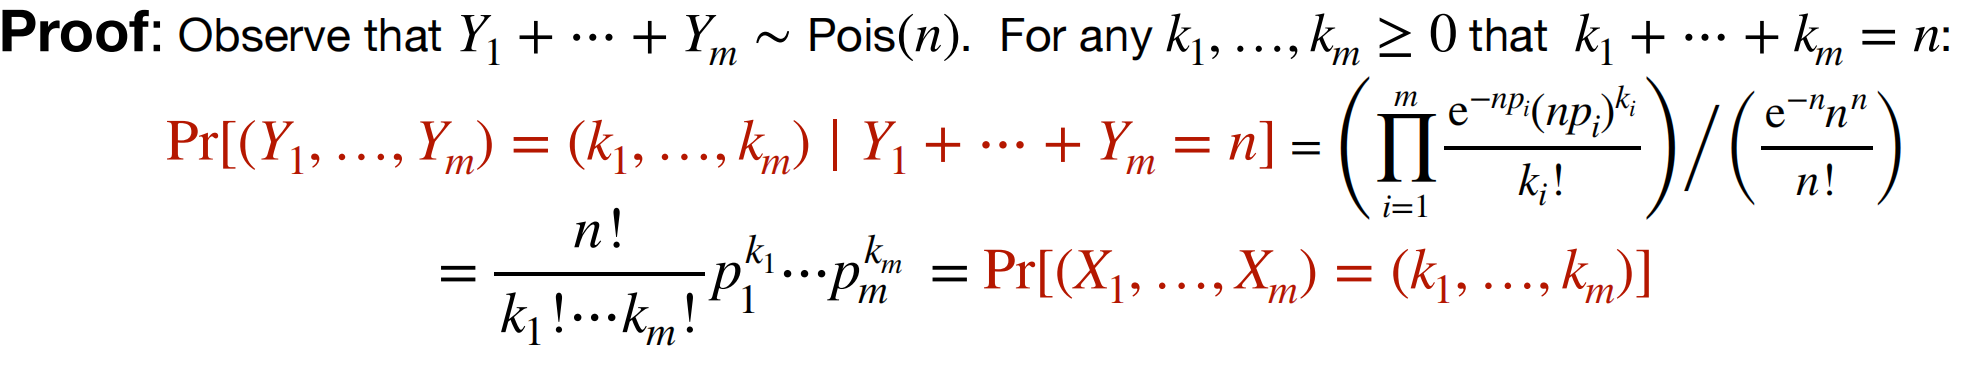 Proof: Observe that $Y_1 + \cdots + Y_m \sim \mathrm{Pois}(n)$. For any $k_1, \ldots, k_m \geq 0$ that $k_1 + \cdots + k_m = n$:
$\Pr[(Y_1, \ldots, Y_m) = (k_1, \ldots, k_m) \mid Y_1 + \cdots + Y_m = n] = \left( \prod_{i=1}^{m} \frac{\mathrm{e}^{-np_i}(np_i)^{k_i}}{k_i!} \right) \Big/ \left( \frac{\mathrm{e}^{-n}n^n}{n!} \right)$
$= \frac{n!}{k_1! \cdots k_m!} p_1^{k_1} \cdots p_m^{k_m} = \Pr[(X_1, \ldots, X_m) = (k_1, \ldots, k_m)]$